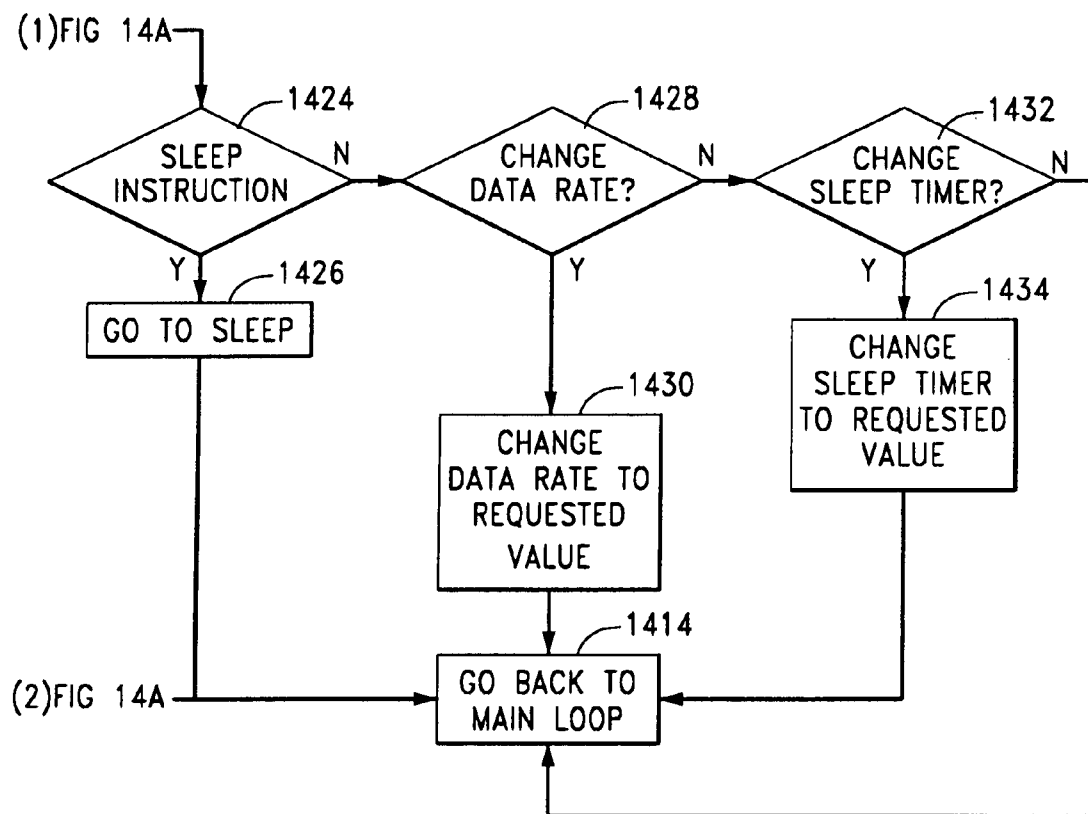 (1)FIG 14A
1424
SLEEP
INSTRUCTION
N
1428
CHANGE
DATA RATE?
N
1432
CHANGE
SLEEP TIMER?
N
Y
1426
GO TO SLEEP
Y
1430
CHANGE
DATA RATE TO
REQUESTED
VALUE
Y
1434
CHANGE
SLEEP TIMER
TO REQUESTED
VALUE
(2)FIG 14A
1414
GO BACK TO
MAIN LOOP